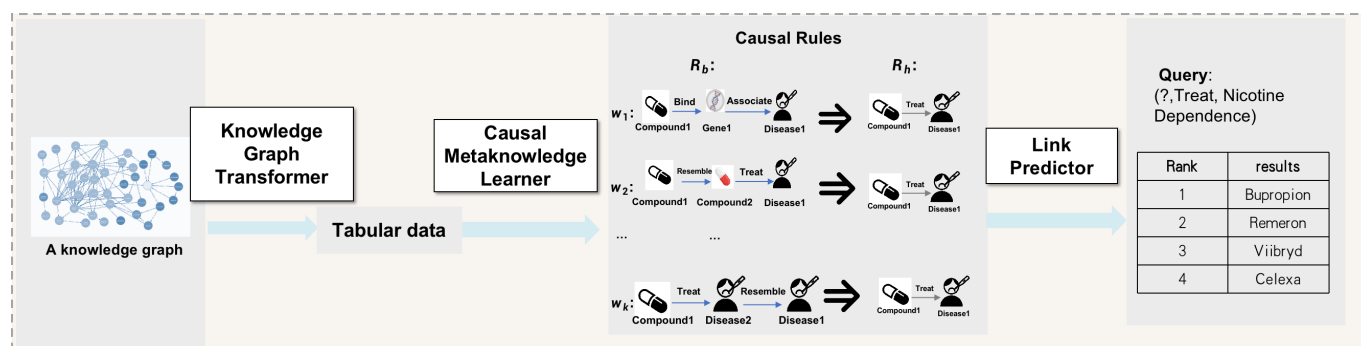 A knowledge graph
Knowledge
Graph
Transformer
Tabular data
Causal
Metaknowledge
Learner
Causal Rules
R_b: R_h:
w_1: Bind Associate Treat
Compound1 Gene1 Disease1 Compound1 Disease1
w_2: Resemble Treat Treat
Compound1 Compound2 Disease1 Compound1 Disease1
... ...
w_k: Treat Resemble Treat
Compound1 Disease2 Disease1 Compound1 Disease1
Link
Predictor
Query:
(?,Treat, Nicotine
Dependence)
Rank results
1 Bupropion
2 Remeron
3 Viibryd
4 Celexa